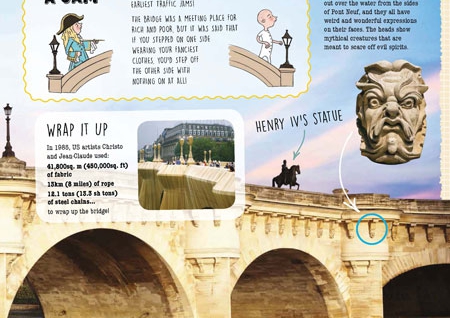 A JAM
EARLIEST TRAFFIC JAMS!
THE BRIDGE WAS A MEETING PLACE FOR
RICH AND POOR, BUT IT WAS SAID THAT
IF YOU STEPPED ON ONE SIDE
WEARING YOUR FANCIEST
CLOTHES, YOU'D STEP OFF
THE OTHER SIDE WITH
NOTHING ON AT ALL!
out over the water from the sides
of Pont Neuf, and they all have
weird and wonderful expressions
on their faces. The heads show
mythical creatures that are
meant to scare off evil spirits.
WRAP IT UP
In 1985, US artists Christo
and Jean-Claude used:
41,800sq. m (450,000sq. ft)
of fabric
13km (8 miles) of rope
12.1 tons (13.3 sh tons)
of steel chains...
to wrap up the bridge!
HENRY IV'S STATUE